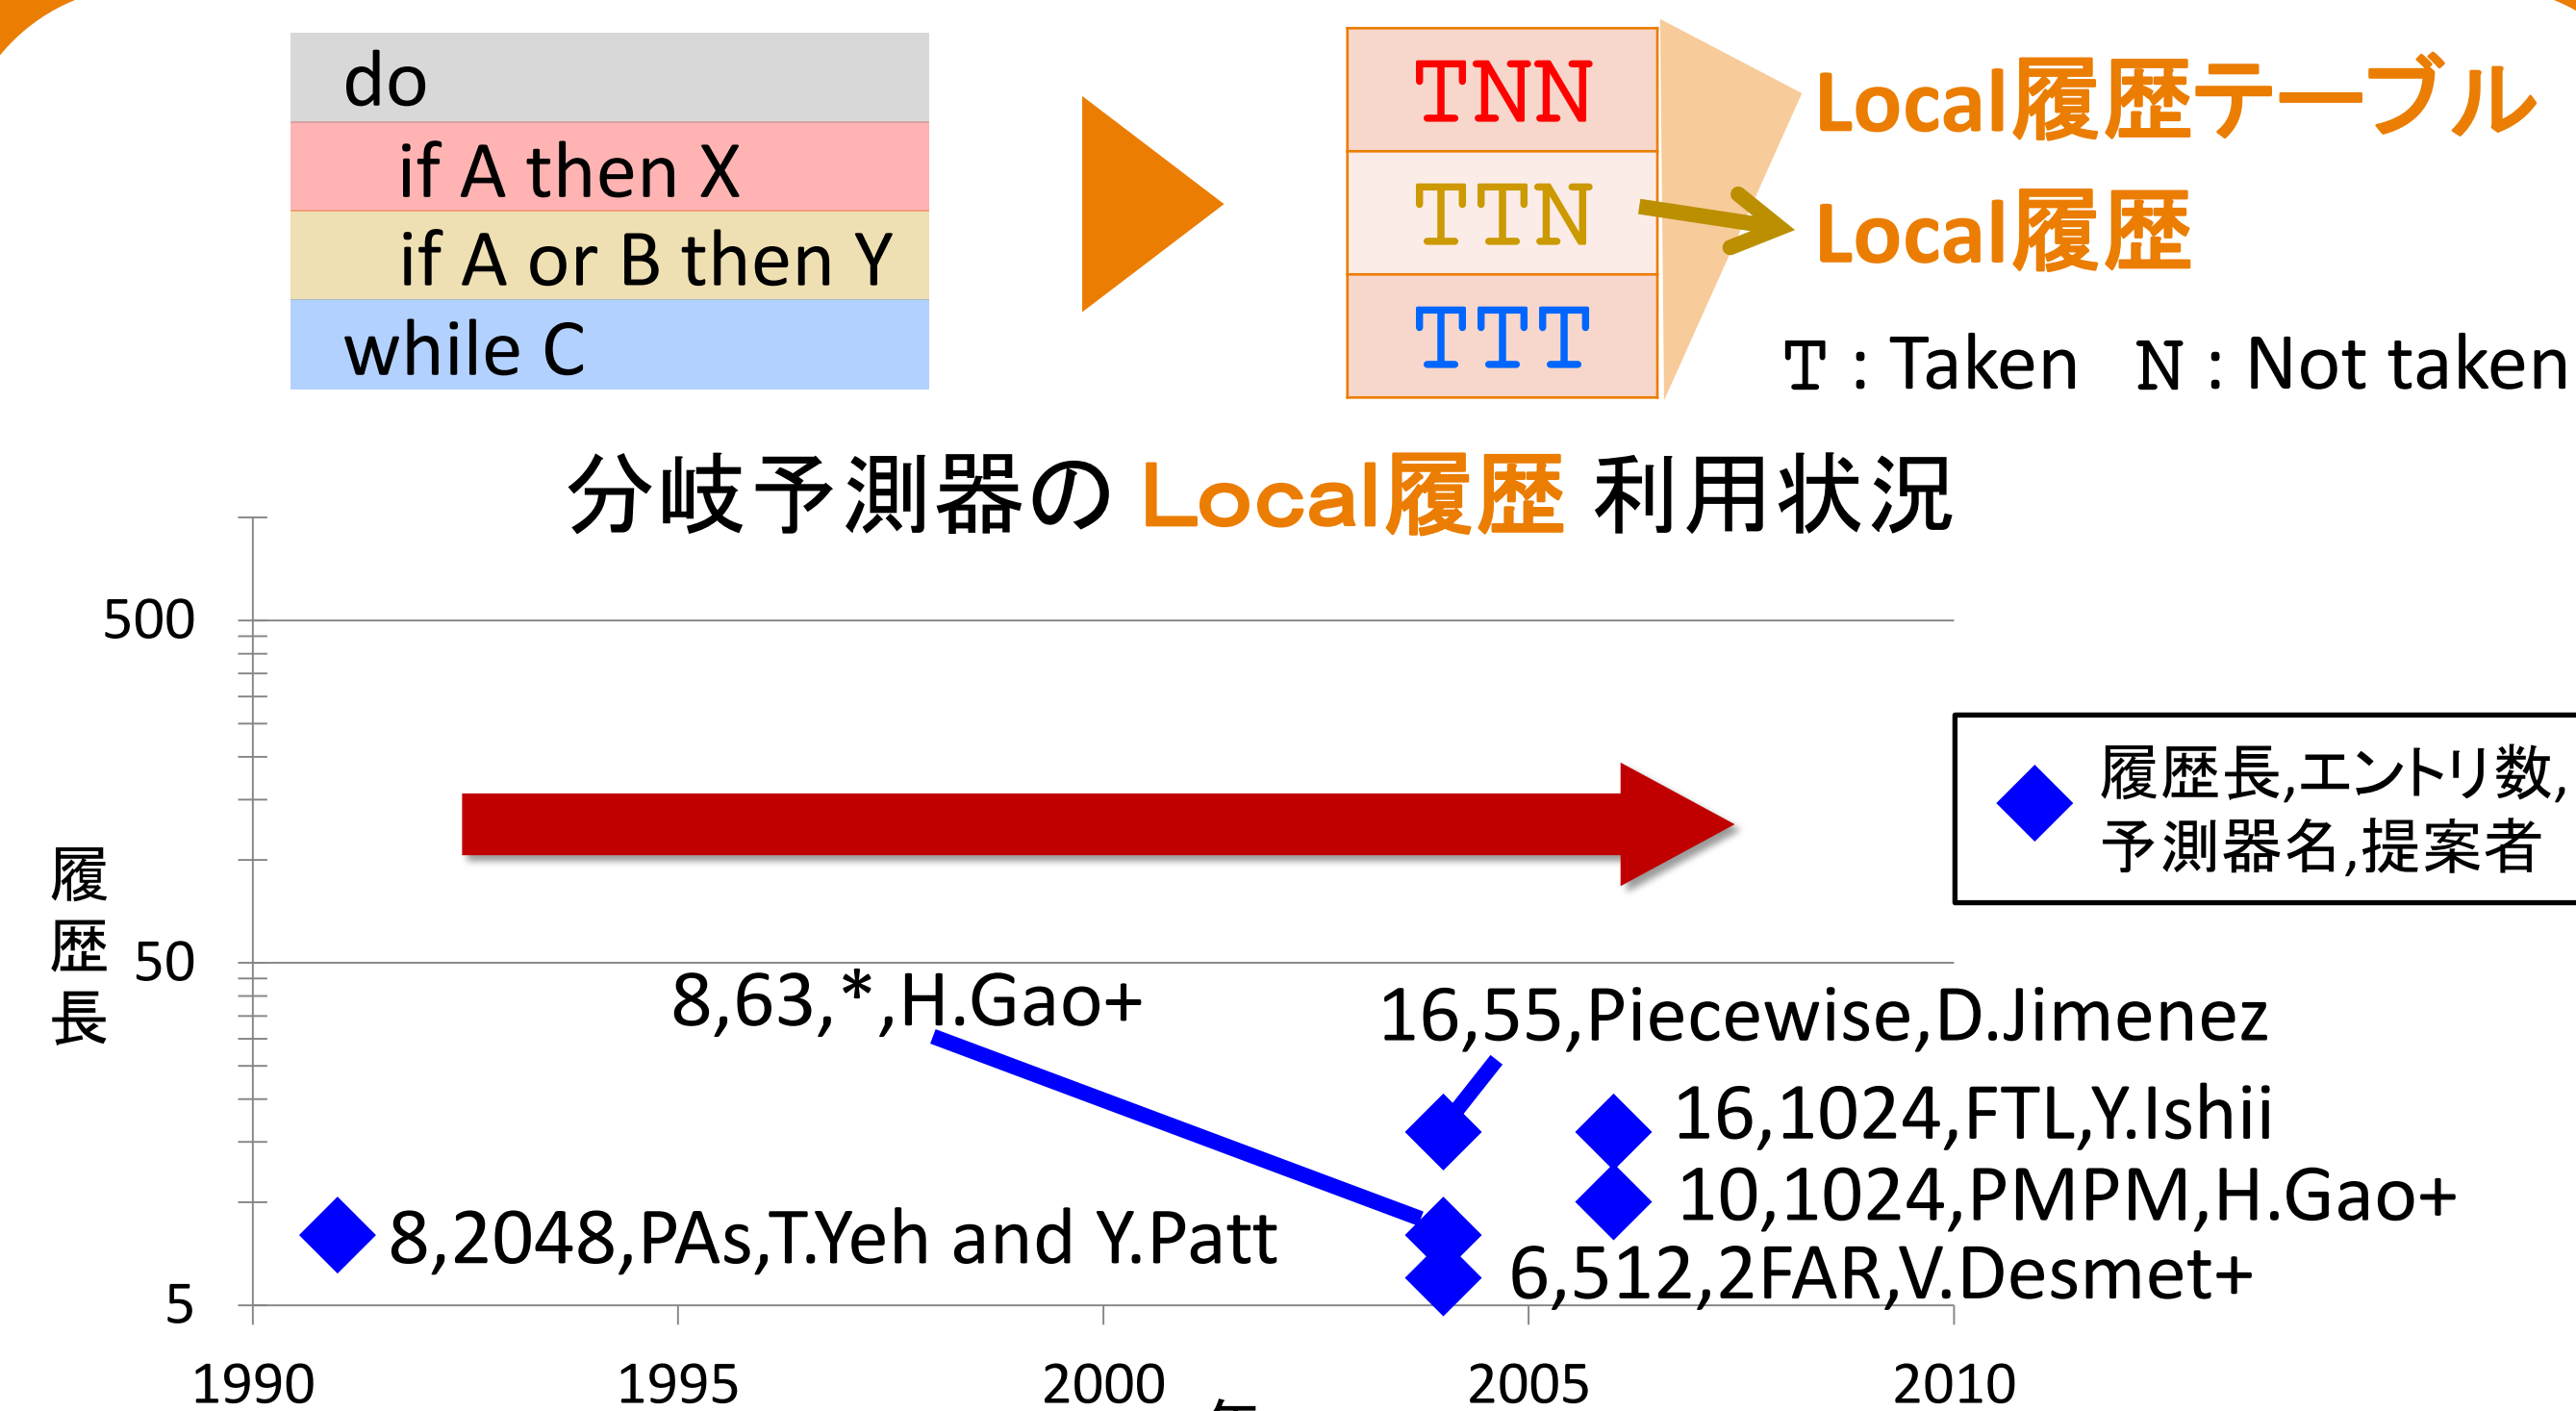 do
if A then X
if A or B then Y
while C
TNN
TTN
TTT
Local履歴テーブル
Local履歴
T : Taken N : Not taken
分岐予測器の Local履歴 利用状況
500
50
5
履歴長
履歴長,エントリ数,
予測器名,提案者
8,63,*,H.Gao+
16,55,Piecewise,D.Jimenez
16,1024,FTL,Y.Ishii
10,1024,PMPM,H.Gao+
8,2048,PAs,T.Yeh and Y.Patt
6,512,2FAR,V.Desmet+
1990 1995 2000 2005 2010